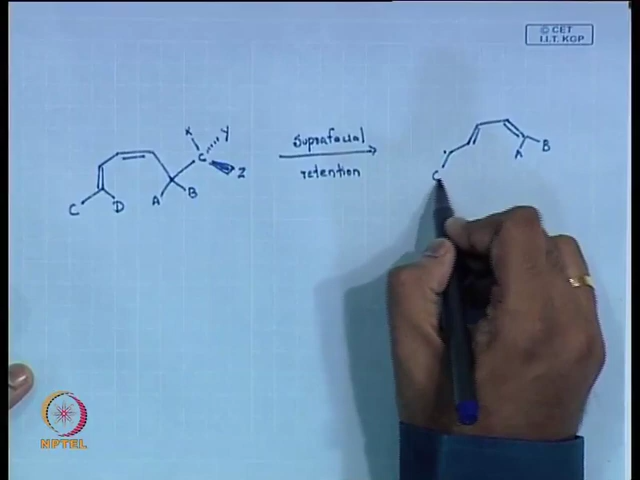 © CET
I.I.T. KGP
X
Y
C
Z
C
D
A
B
Suprafacial
retention
A
B
C
NPTEL